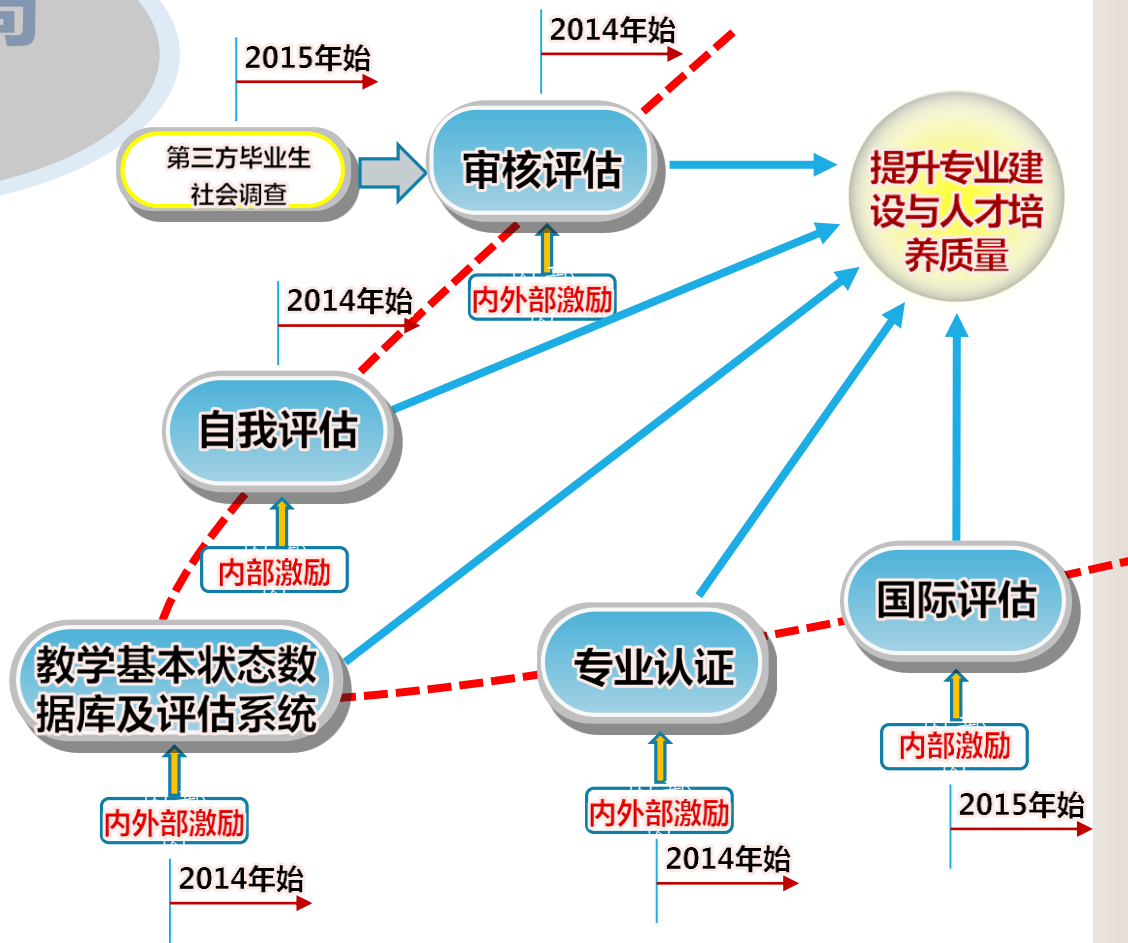 2015年始
2014年始
第三方毕业生
社会调查
审核评估
提升专业建
设与人才培
养质量
内外部激励
2014年始
自我评估
内部激励
教学基本状态数
据库及评估系统
专业认证
国际评估
内外部激励
内外部激励
内部激励
2014年始
2014年始
2015年始